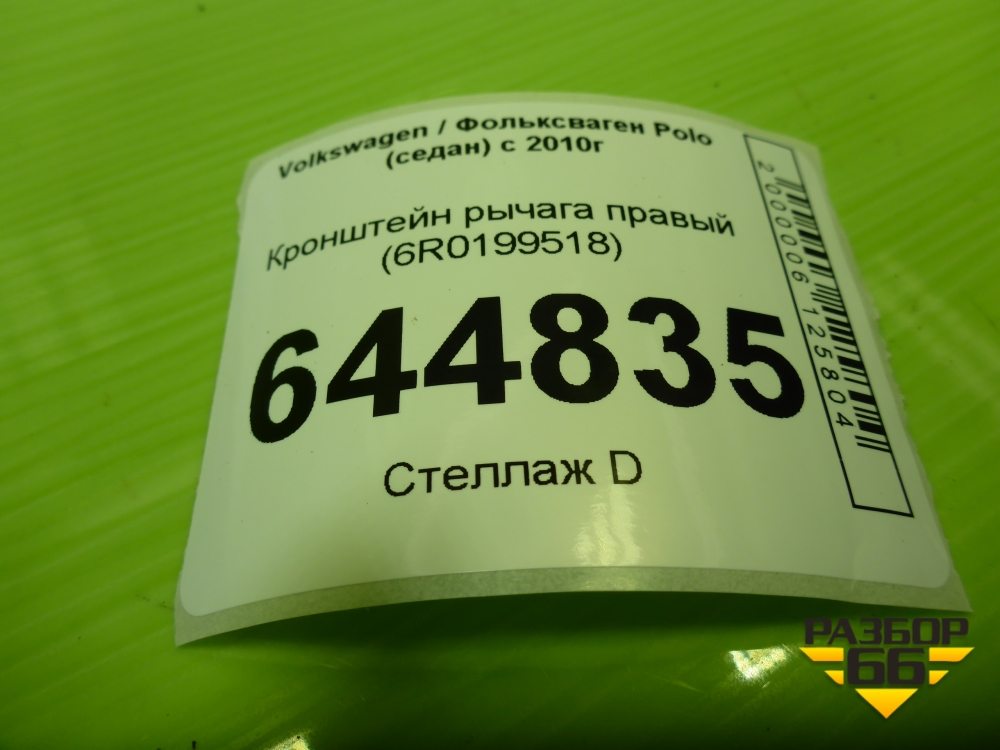 Volkswagen / Фольксваген Polo
(седан) с 2010г
Кронштейн рычага правый
(6R0199518)
644835
Стеллаж D
2000006125804
РАЗБОР
66